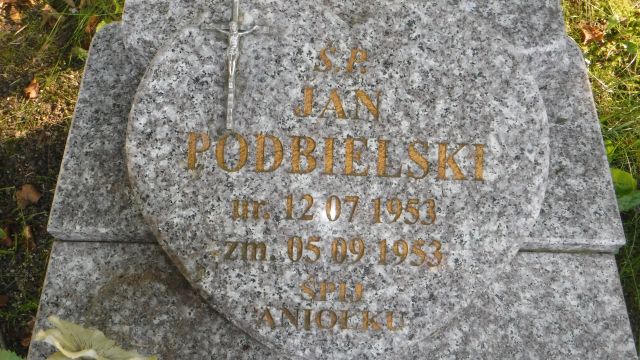 Ś.P.
JAN
PODBIELSKI
ur. 12 07 1953
zm. 05 09 1953
ŚPIJ
ANIOŁKU